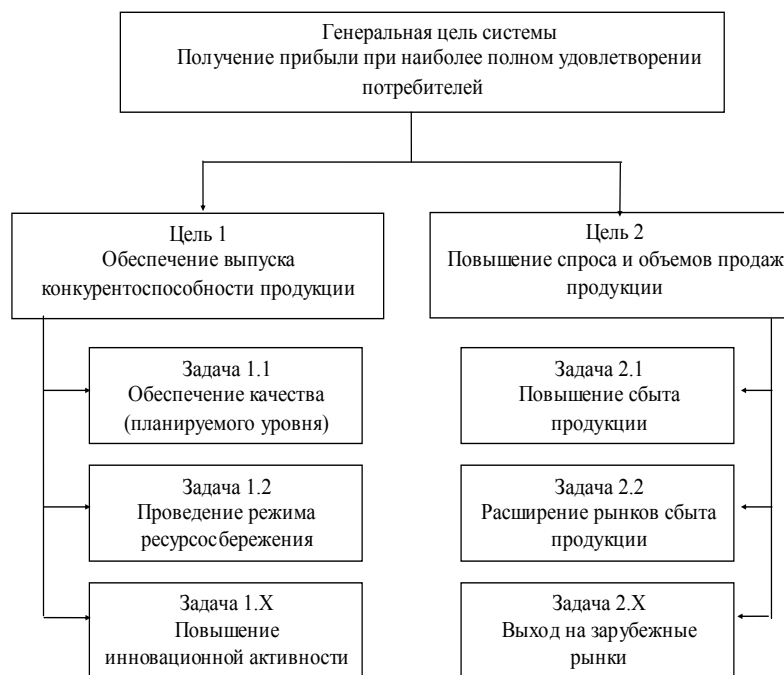 Генеральная цель системы
Получение прибыли при наиболее полном удовлетворении
потребителей
Цель 1
Обеспечение выпуска
конкурентоспособности продукции
Цель 2
Повышение спроса и объемов продаж
продукции
Задача 1.1
Обеспечение качества
(планируемого уровня)
Задача 2.1
Повышение сбыта
продукции
Задача 1.2
Проведение режима
ресурсосбережения
Задача 2.2
Расширение рынков сбыта
продукции
Задача 1.X
Повышение
инновационной активности
Задача 2.X
Выход на зарубежные
рынки